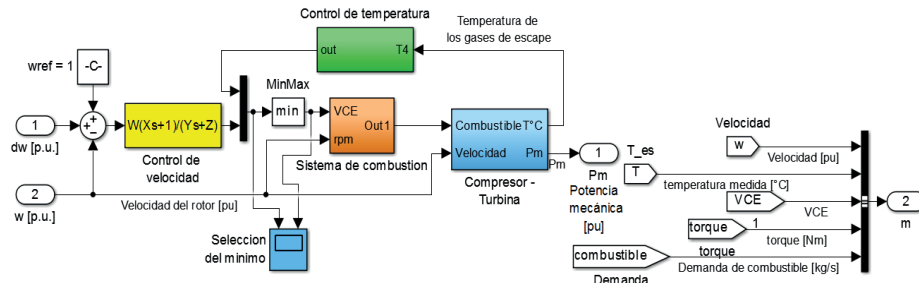 Control de temperatura
out
T4
Temperatura de
los gases de escape
wref = 1
-C-
MinMax
min
1
dw [p.u.]
W(Xs+1)/(Ys+Z)
Control de
velocidad
VCE
rpm
Out1
Sistema de combustion
Combustible
T°C
Velocidad
Pm
Compresor -
Turbina
Pm
1
Pm
Potencia
mecánica
[pu]
2
w [p.u.]
Velocidad del rotor [pu]
Seleccion
del minimo
Velocidad
w
Velocidad [pu]
T_es
T
temperatura medida [°C]
VCE
VCE
torque
1
torque [Nm]
torque
combustible
Demanda de combustible [kg/s]
Demanda
2
m